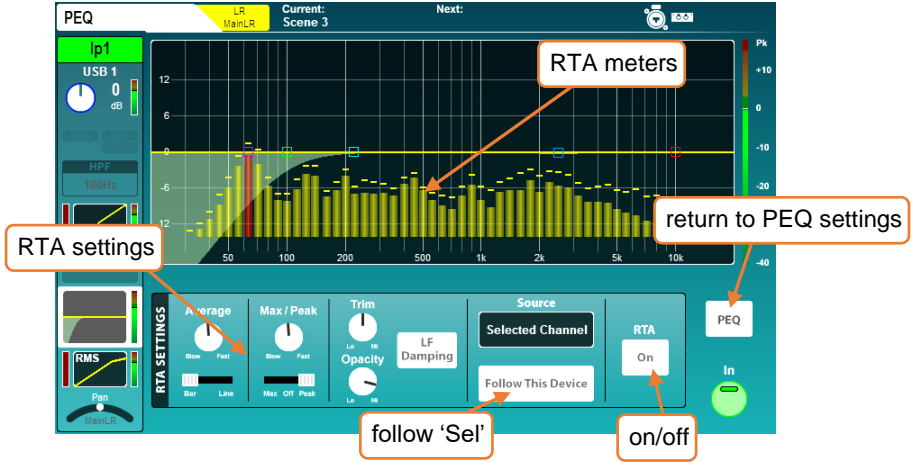 PEQ
LR
MainLR
Current:
Scene 3
Next:
Ip1
USB 1
0
dB
HPF
100Hz
12
6
0
-6
-12
50
100
200
500
1k
2k
5k
10k
Pk
+10
0
-10
-20
-40
RTA meters
RTA settings
return to PEQ settings
RMS
Pan
MainLR
RTA SETTINGS
Average
Slow Fast
Bar Line
Max / Peak
Slow Fast
Max Off Peak
Trim
Lo Hi
Opacity
Lo Hi
LF
Damping
Source
Selected Channel
Follow This Device
RTA
On
PEQ
In
follow ‘Sel’
on/off